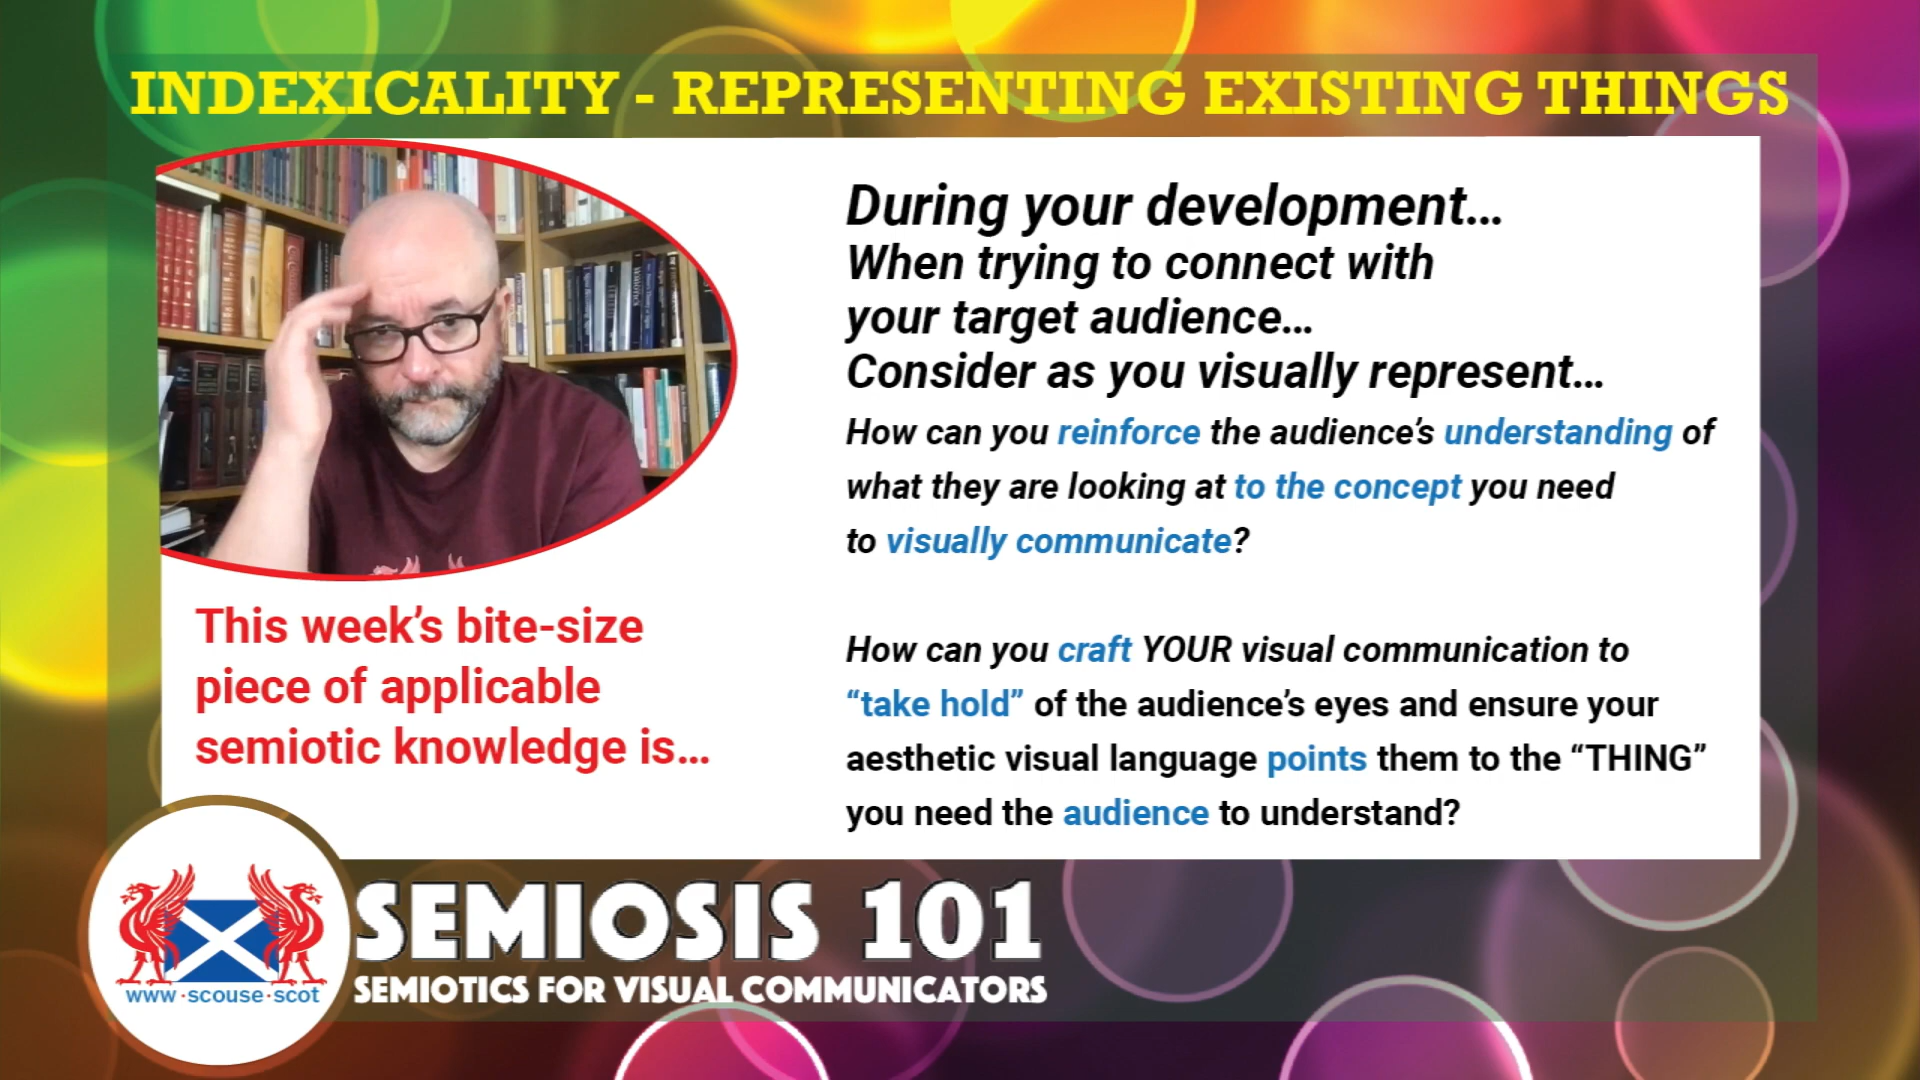 INDEXICALITY - REPRESENTING EXISTING THINGS
During your development...
When trying to connect with
your target audience...
Consider as you visually represent...
How can you reinforce the audience’s understanding of
what they are looking at to the concept you need
to visually communicate?
How can you craft YOUR visual communication to
“take hold” of the audience’s eyes and ensure your
aesthetic visual language points them to the “THING”
you need the audience to understand?
This week’s bite-size
piece of applicable
semiotic knowledge is...
www·scouse·scot
SEMIOSIS 101
SEMIOTICS FOR VISUAL COMMUNICATORS